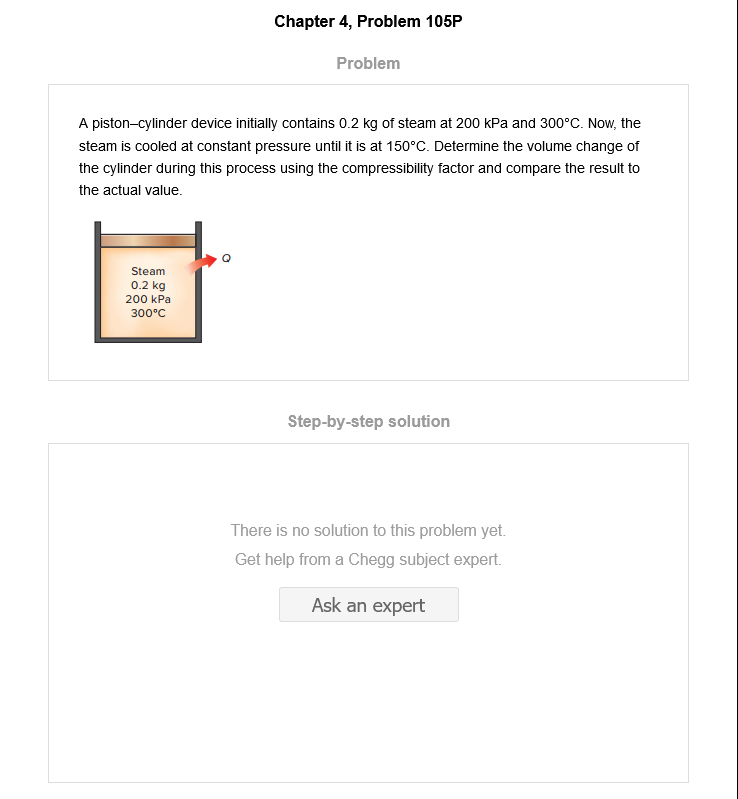 Chapter 4, Problem 105P
Problem
A piston–cylinder device initially contains 0.2 kg of steam at 200 kPa and 300°C. Now, the
steam is cooled at constant pressure until it is at 150°C. Determine the volume change of
the cylinder during this process using the compressibility factor and compare the result to
the actual value.
Q
Steam
0.2 kg
200 kPa
300°C
Step-by-step solution
There is no solution to this problem yet.
Get help from a Chegg subject expert.
Ask an expert